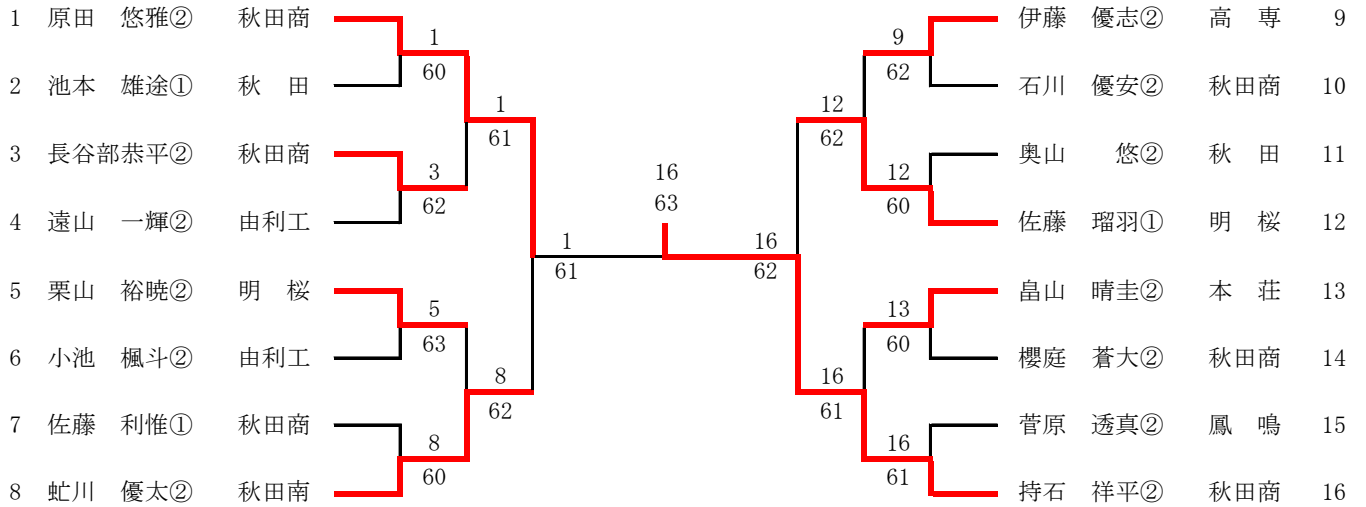 1 原田 悠雅② 秋田商
2 池本 雄途① 秋 田
3 長谷部恭平② 秋田商
4 遠山 一輝② 由利工
5 栗山 裕暁② 明 桜
6 小池 楓斗② 由利工
7 佐藤 利惟① 秋田商
8 虻川 優太② 秋田南
1
60
3
62
5
63
8
60
1
61
8
62
1
61
16
63
16
62
12
62
16
61
9
62
12
60
13
60
16
61
伊藤 優志② 高 専 9
石川 優安② 秋田商 10
奥山 悠② 秋 田 11
佐藤 瑠羽① 明 桜 12
畠山 晴圭② 本 荘 13
櫻庭 蒼大② 秋田商 14
菅原 透真② 鳳 鳴 15
持石 祥平② 秋田商 16